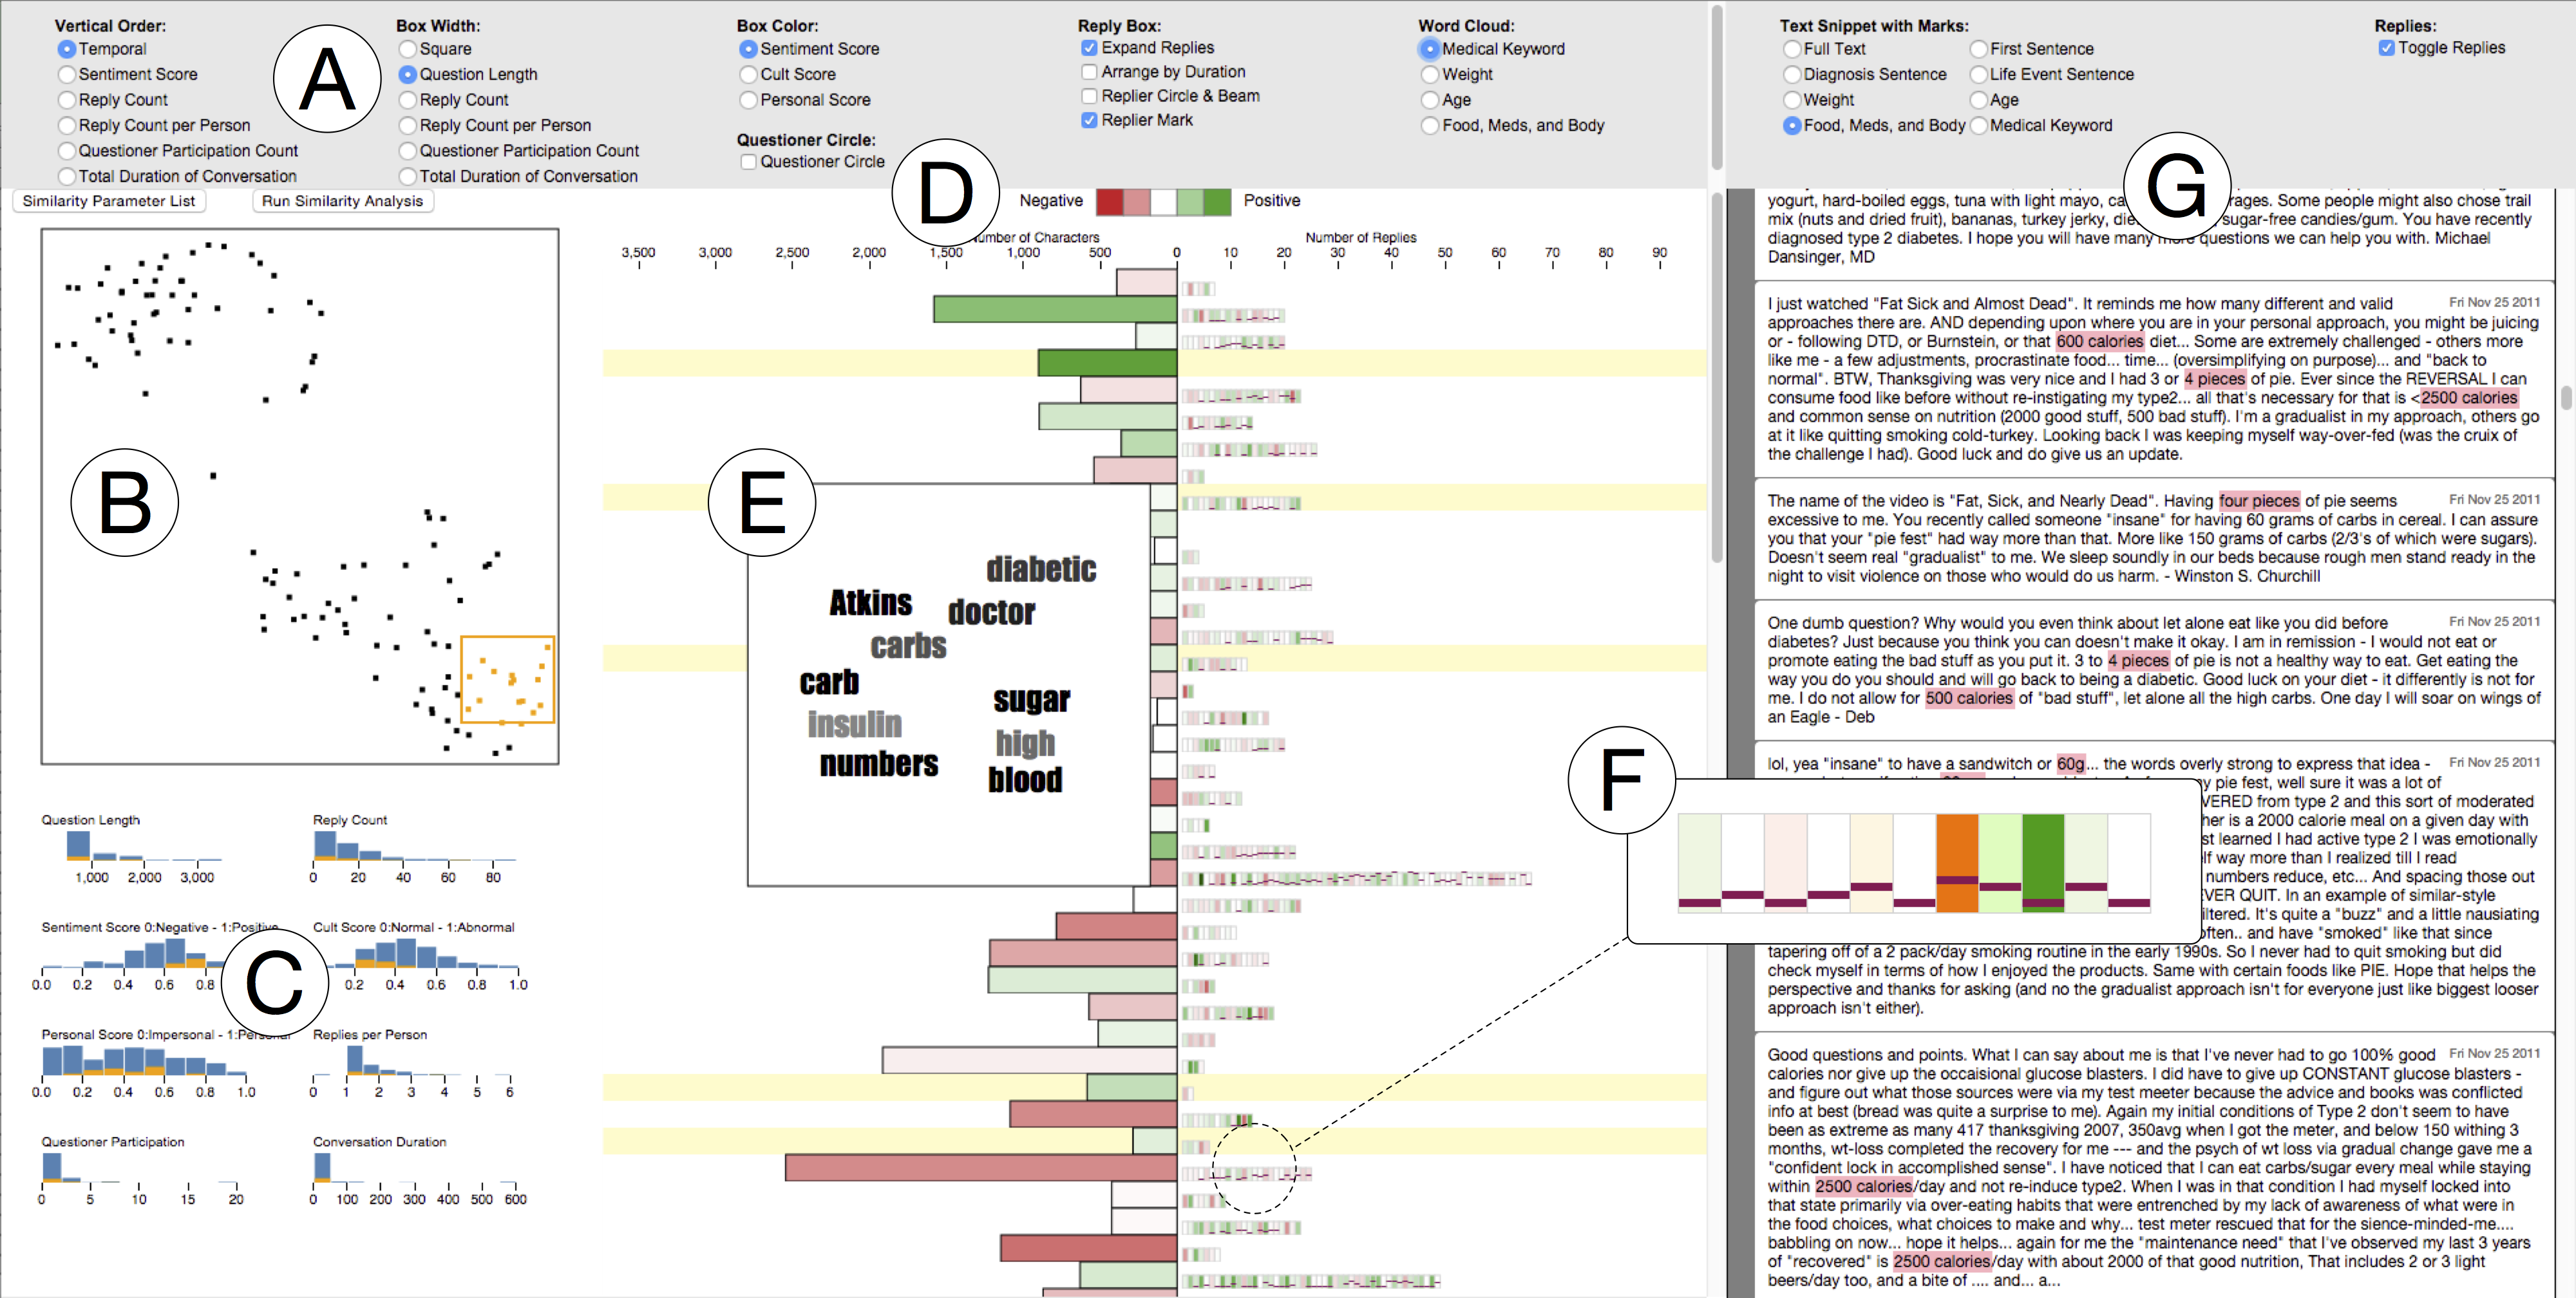 Vertical Order:
Temporal
Sentiment Score
Reply Count
Reply Count per Person
Questioner Participation Count
Total Duration of Conversation
A
Box Width:
Square
Question Length
Reply Count
Reply Count per Person
Questioner Participation Count
Total Duration of Conversation
Box Color:
Sentiment Score
Cult Score
Personal Score
Questioner Circle:
Questioner Circle
Reply Box:
Expand Replies
Arrange by Duration
Replier Circle & Beam
Replier Mark
Word Cloud:
Medical Keyword
Weight
Age
Food, Meds, and Body
Text Snippet with Marks:
Full Text
First Sentence
Diagnosis Sentence
Life Event Sentence
Weight
Age
Food, Meds, and Body
Medical Keyword
Replies:
Toggle Replies
Similarity Parameter List
Run Similarity Analysis
D
Negative
Positive
G
B
Number of Characters
3,500 3,000 2,500 2,000 1,500 1,000 500 0
Number of Replies
10 20 30 40 50 60 70 80 90
E
diabetic
Atkins
doctor
carbs
carb
sugar
insulin
high
numbers
blood
F
Question Length
1,000 2,000 3,000
Reply Count
0 20 40 60 80
Sentiment Score 0:Negative - 1:Positive
0.0 0.2 0.4 0.6 0.8
Cult Score 0:Normal - 1:Abnormal
0.2 0.4 0.6 0.8 1.0
C
Personal Score 0:Impersonal - 1:Personal
0.0 0.2 0.4 0.6 0.8 1.0
Replies per Person
0 1 2 3 4 5 6
Questioner Participation
0 5 10 15 20
Conversation Duration
0 100 200 300 400 500 600
yogurt, hard-boiled eggs, tuna with light mayo, ca
rages. Some people might also chose trail
mix (nuts and dried fruit), bananas, turkey jerky, die
sugar-free candies/gum. You have recently
diagnosed type 2 diabetes. I hope you will have many more questions we can help you with. Michael
Dansinger, MD
I just watched "Fat Sick and Almost Dead". It reminds me how many different and valid
Fri Nov 25 2011
approaches there are. AND depending upon where you are in your personal approach, you might be juicing
or - following DTD, or Burnstein, or that 600 calories diet... Some are extremely challenged - others more
like me - a few adjustments, procrastinate food... time... (oversimplifying on purpose)... and "back to
normal". BTW, Thanksgiving was very nice and I had 3 or 4 pieces of pie. Ever since the REVERSAL I can
consume food like before without re-instigating my type2... all that's necessary for that is <2500 calories
and common sense on nutrition (2000 good stuff, 500 bad stuff). I'm a gradualist in my approach, others go
at it like quitting smoking cold-turkey. Looking back I was keeping myself way-over-fed (was the cruix of
the challenge I had). Good luck and do give us an update.
The name of the video is "Fat, Sick, and Nearly Dead". Having four pieces of pie seems
Fri Nov 25 2011
excessive to me. You recently called someone "insane" for having 60 grams of carbs in cereal. I can assure
you that your "pie fest" had way more than that. More like 150 grams of carbs (2/3's of which were sugars).
Doesn't seem real "gradualist" to me. We sleep soundly in our beds because rough men stand ready in the
night to visit violence on those who would do us harm. - Winston S. Churchill
One dumb question? Why would you even think about let alone eat like you did before
Fri Nov 25 2011
diabetes? Just because you think you can doesn't make it okay. I am in remission - I would not eat or
promote eating the bad stuff as you put it. 3 to 4 pieces of pie is not a healthy way to eat. Get eating the
way you do you should and will go back to being a diabetic. Good luck on your diet - it differently is not for
me. I do not allow for 500 calories of "bad stuff", let alone all the high carbs. One day I will soar on wings of
an Eagle - Deb
lol, yea "insane" to have a sandwitch or 60g... the words overly strong to express that idea -
Fri Nov 25 2011
y pie fest, well sure it was a lot of
VERED from type 2 and this sort of moderated
her is a 2000 calorie meal on a given day with
st learned I had active type 2 I was emotionally
lf way more than I realized till I read
numbers reduce, etc... And spacing those out
EVER QUIT. In an example of similar-style
iltered. It's quite a "buzz" and a little nausiating
often.. and have "smoked" like that since
tapering off of a 2 pack/day smoking routine in the early 1990s. So I never had to quit smoking but did
check myself in terms of how I enjoyed the products. Same with certain foods like PIE. Hope that helps the
perspective and thanks for asking (and no the gradualist approach isn't for everyone just like biggest looser
approach isn't either).
Good questions and points. What I can say about me is that I've never had to go 100% good
Fri Nov 25 2011
calories nor give up the occaisional glucose blasters. I did have to give up CONSTANT glucose blasters -
and figure out what those sources were via my test meeter because the advice and books was conflicted
info at best (bread was quite a surprise to me). Again my initial conditions of Type 2 don't seem to have
been as extreme as many 417 thanksgiving 2007, 350avg when I got the meter, and below 150 withing 3
months, wt-loss completed the recovery for me --- and the psych of wt loss via gradual change gave me a
"confident lock in accomplished sense". I have noticed that I can eat carbs/sugar every meal while staying
within 2500 calories/day and not re-induce type2. When I was in that condition I had myself locked into
that state primarily via over-eating habits that were entrenched by my lack of awareness of what were in
the food choices, what choices to make and why... test meter rescued that for the sience-minded-me....
babbling on now... hope it helps... again for me the "maintenance need" that I've observed my last 3 years
of "recovered" is 2500 calories/day with about 2000 of that good nutrition, That includes 2 or 3 light
beers/day too, and a bite of .... and... a...